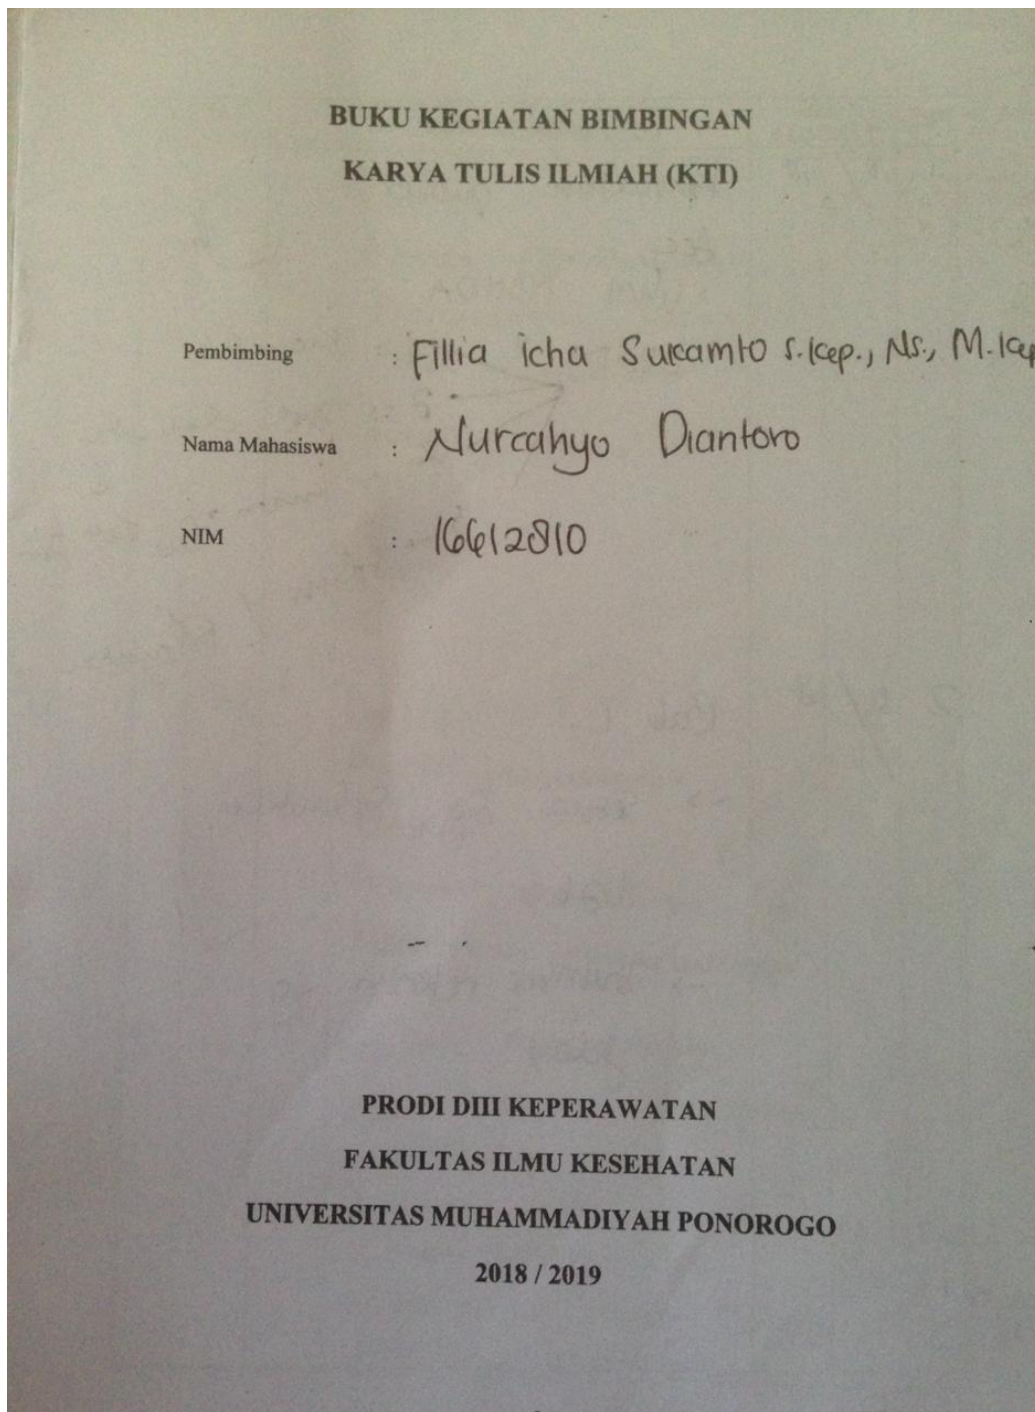 BUKU KEGIATAN BIMBINGAN
KARYA TULIS ILMIAH (KTI)
Pembimbing : Fillia icha Sukamto S.kep., Ns., M.kep
Nama Mahasiswa : Nurcahyo Diantoro
NIM : 16612810
PRODI DIII KEPERAWATAN
FAKULTAS ILMU KESEHATAN
UNIVERSITAS MUHAMMADIYAH PONOROGO
2018 / 2019